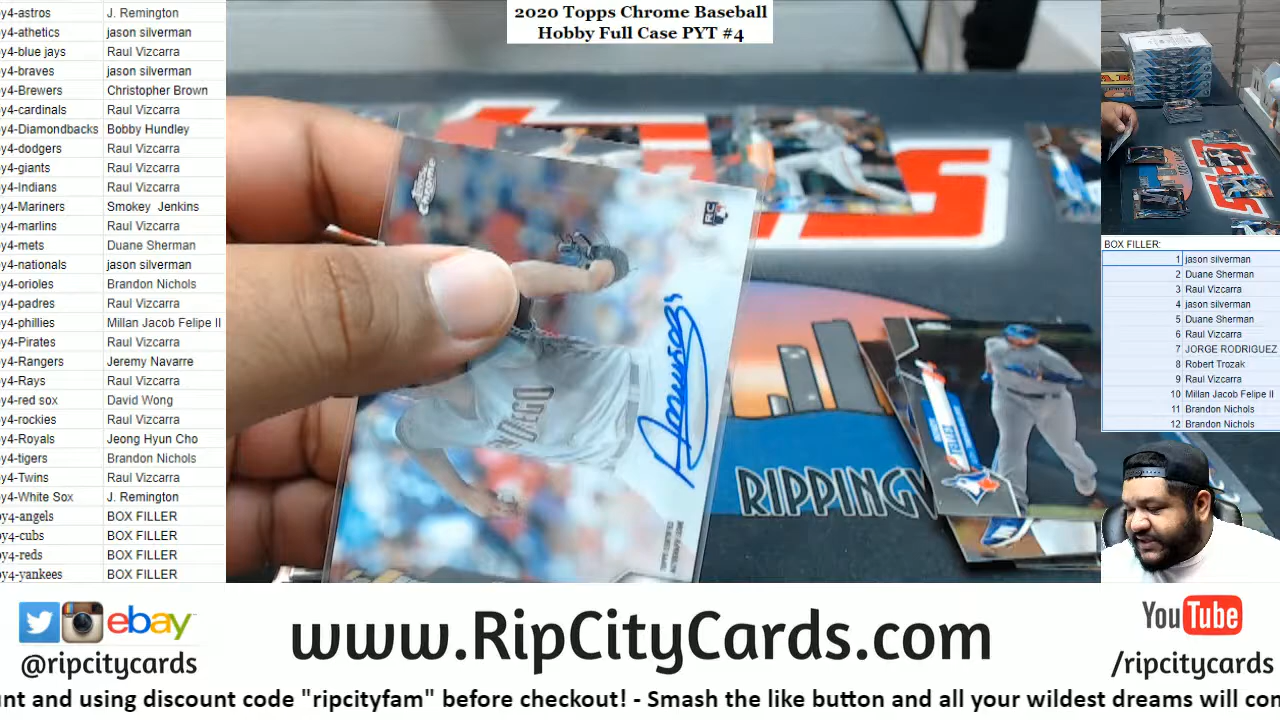 2020 Topps Chrome Baseball
Hobby Full Case PYT #4
y4-astros J. Remington
y4-athetics jason silverman
y4-blue jays Raul Vizcarra
y4-braves jason silverman
y4-Brewers Christopher Brown
y4-cardinals Raul Vizcarra
y4-Diamondbacks Bobby Hundley
y4-dodgers Raul Vizcarra
y4-giants Raul Vizcarra
y4-Indians Raul Vizcarra
y4-Mariners Smokey Jenkins
y4-marlins Raul Vizcarra
y4-mets Duane Sherman
y4-nationals jason silverman
y4-orioles Brandon Nichols
y4-padres Raul Vizcarra
y4-phillies Millan Jacob Felipe II
y4-Pirates Raul Vizcarra
y4-Rangers Jeremy Navarre
y4-Rays Raul Vizcarra
y4-red sox David Wong
y4-rockies Raul Vizcarra
y4-Royals Jeong Hyun Cho
y4-tigers Brandon Nichols
y4-Twins Raul Vizcarra
y4-White Sox J. Remington
y4-angels BOX FILLER
y4-cubs BOX FILLER
y4-reds BOX FILLER
y4-yankees BOX FILLER
RC
DIEGO
TELLEZ
RIPPING
BOX FILLER:
1 jason silverman
2 Duane Sherman
3 Raul Vizcarra
4 jason silverman
5 Duane Sherman
6 Raul Vizcarra
7 JORGE RODRIGUEZ
8 Robert Trozak
9 Raul Vizcarra
10 Millan Jacob Felipe II
11 Brandon Nichols
12 Brandon Nichols
ebay
@ripcitycards
www.RipCityCards.com
YouTube
/ripcitycards
nt and using discount code "ripcityfam" before checkout! - Smash the like button and all your wildest dreams will con